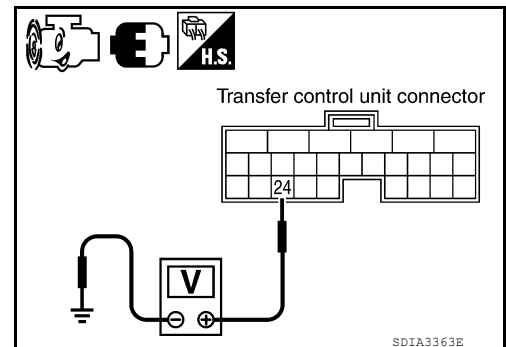 H.S.
Transfer control unit connector
24
V
SDIA3363E